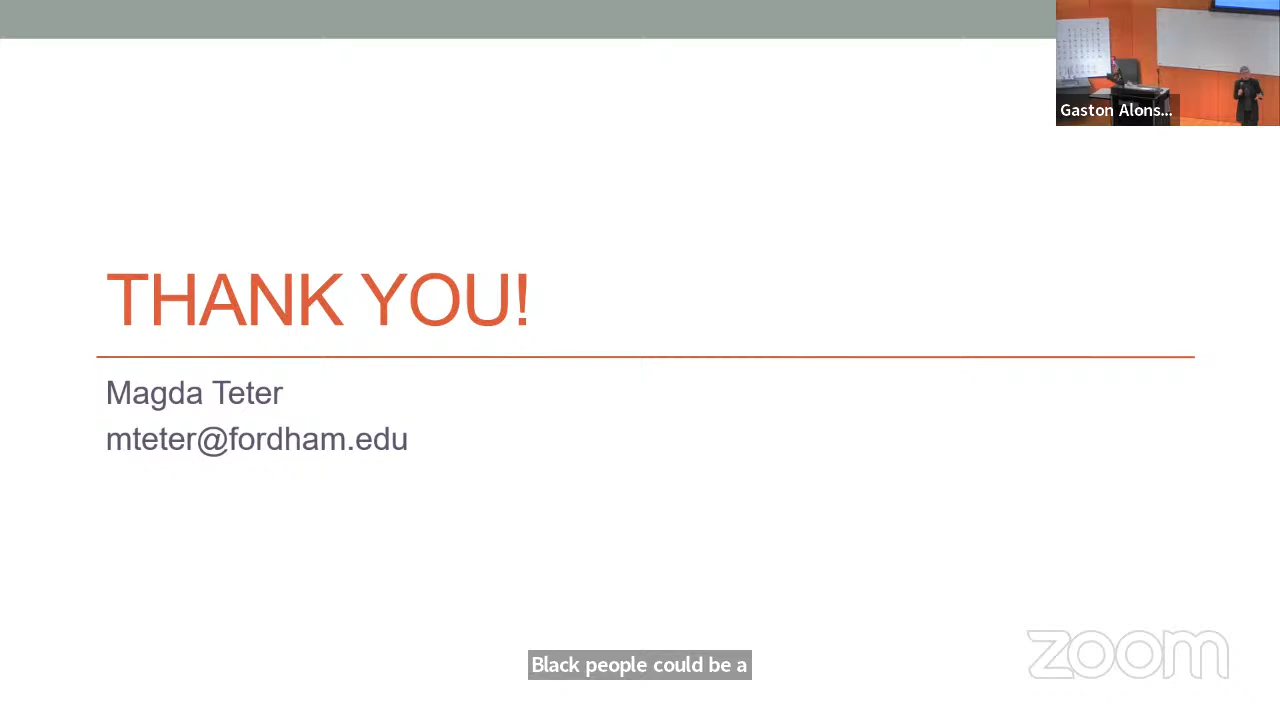 Gaston Alons...
THANK YOU!
Magda Teter
mteter@fordham.edu
Black people could be a
zoom